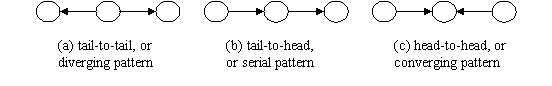 (a) tail-to-tail, or
diverging pattern
(b) tail-to-head,
or serial pattern
(c) head-to-head, or
converging pattern